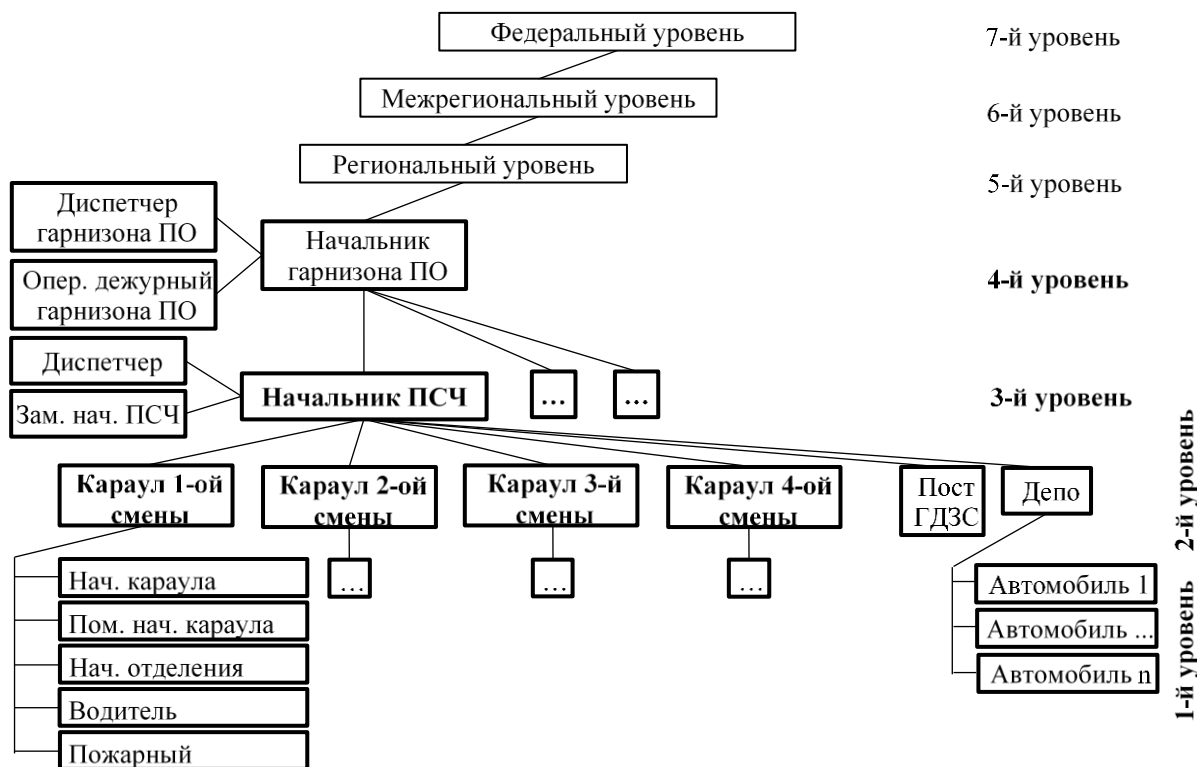 Федеральный уровень
7-й уровень
Межрегиональный уровень
6-й уровень
Региональный уровень
5-й уровень
Диспетчер
гарнизона ПО
Начальник
гарнизона ПО
Опер. дежурный
гарнизона ПО
4-й уровень
Диспетчер
Зам. нач. ПСЧ
Начальник ПСЧ
...
...
3-й уровень
Караул 1-ой
смены
Караул 2-ой
смены
Караул 3-й
смены
Караул 4-ой
смены
Пост
ГДЗС
Депо
2-й уровень
Нач. караула
Пом. нач. караула
Нач. отделения
Водитель
Пожарный
...
...
...
Автомобиль 1
Автомобиль ...
Автомобиль n
1-й уровень